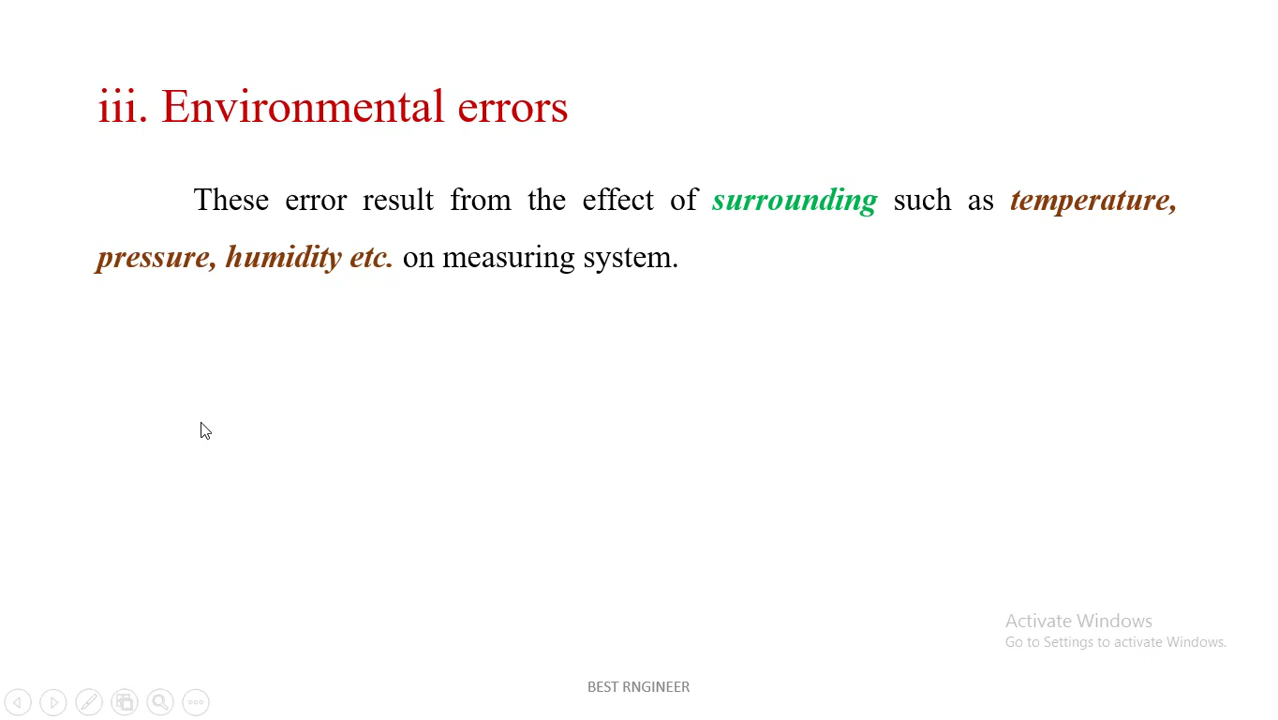 iii. Environmental errors
These error result from the effect of surrounding such as temperature,
pressure, humidity etc. on measuring system.
Activate Windows
Go to Settings to activate Windows.
BEST RNGINEER